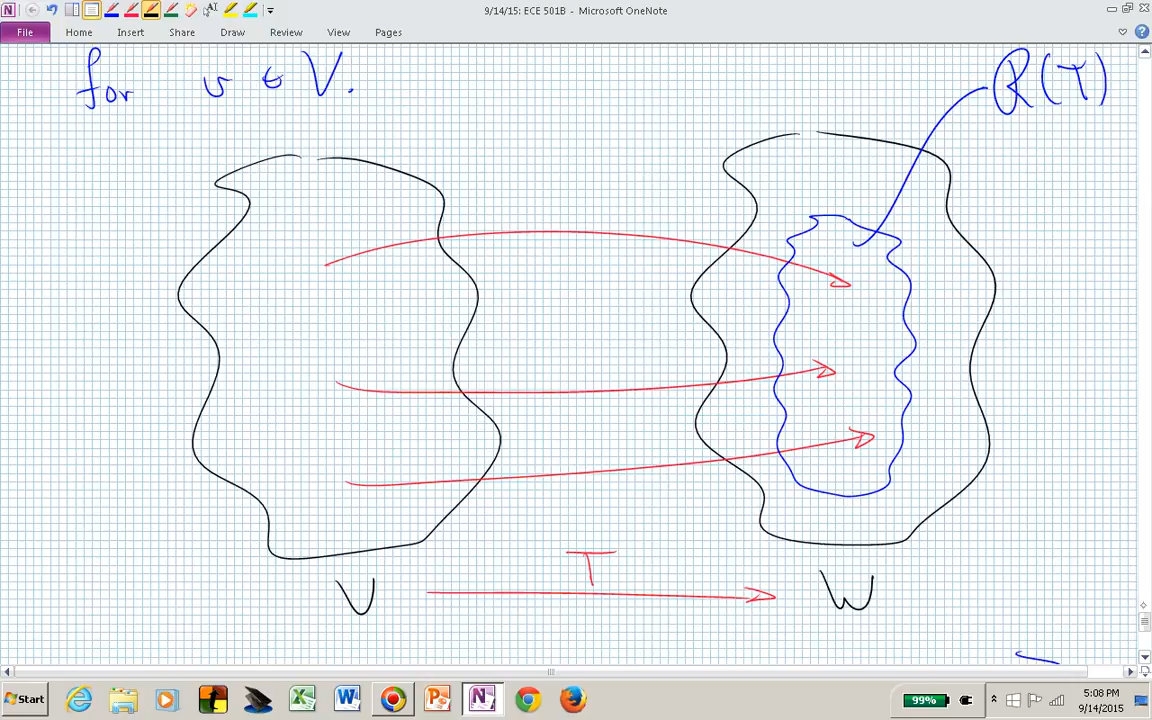 9/14/15: ECE 501B - Microsoft OneNote
File Home Insert Share Draw Review View Pages
for v ∈ V.
R(T)
T
V W
Start
99%
5:08 PM
9/14/2015